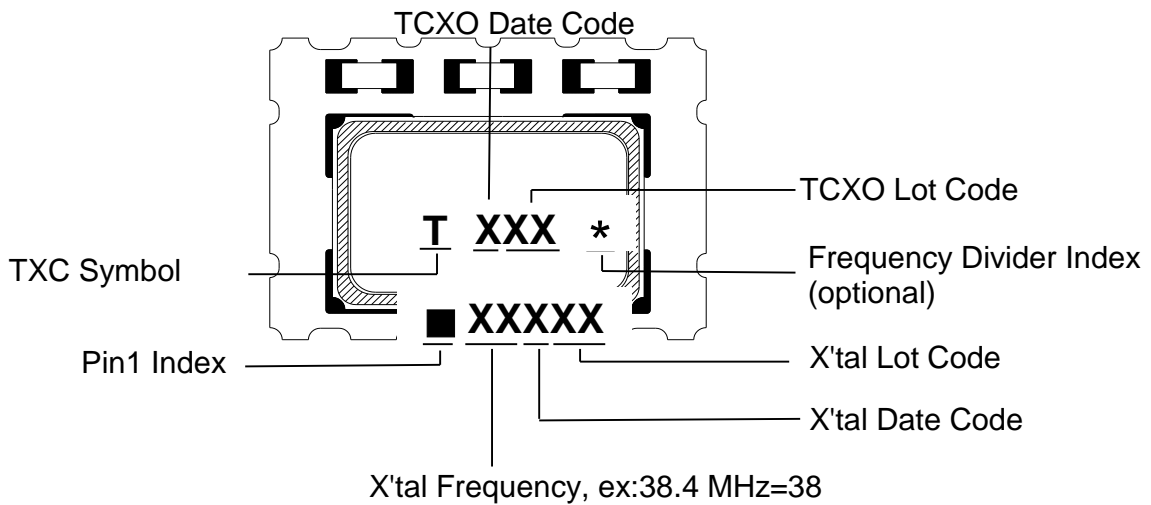 TCXO Date Code
TCXO Lot Code
T XXX *
Frequency Divider Index
(optional)
TXC Symbol
■ XXXXX
Pin1 Index
X'tal Lot Code
X'tal Date Code
X'tal Frequency, ex:38.4 MHz=38